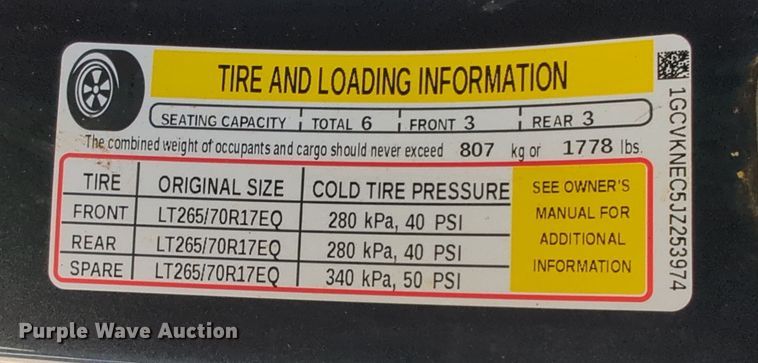 TIRE AND LOADING INFORMATION
SEATING CAPACITY TOTAL 6 FRONT 3 REAR 3
The combined weight of occupants and cargo should never exceed 807 kg or 1778 lbs.
TIRE ORIGINAL SIZE COLD TIRE PRESSURE
FRONT LT265/70R17EQ 280 kPa, 40 PSI
REAR LT265/70R17EQ 280 kPa, 40 PSI
SPARE LT265/70R17EQ 340 kPa, 50 PSI
SEE OWNER'S
MANUAL FOR
ADDITIONAL
INFORMATION
1GCVKNEC5JZ253974
Purple Wave Auction